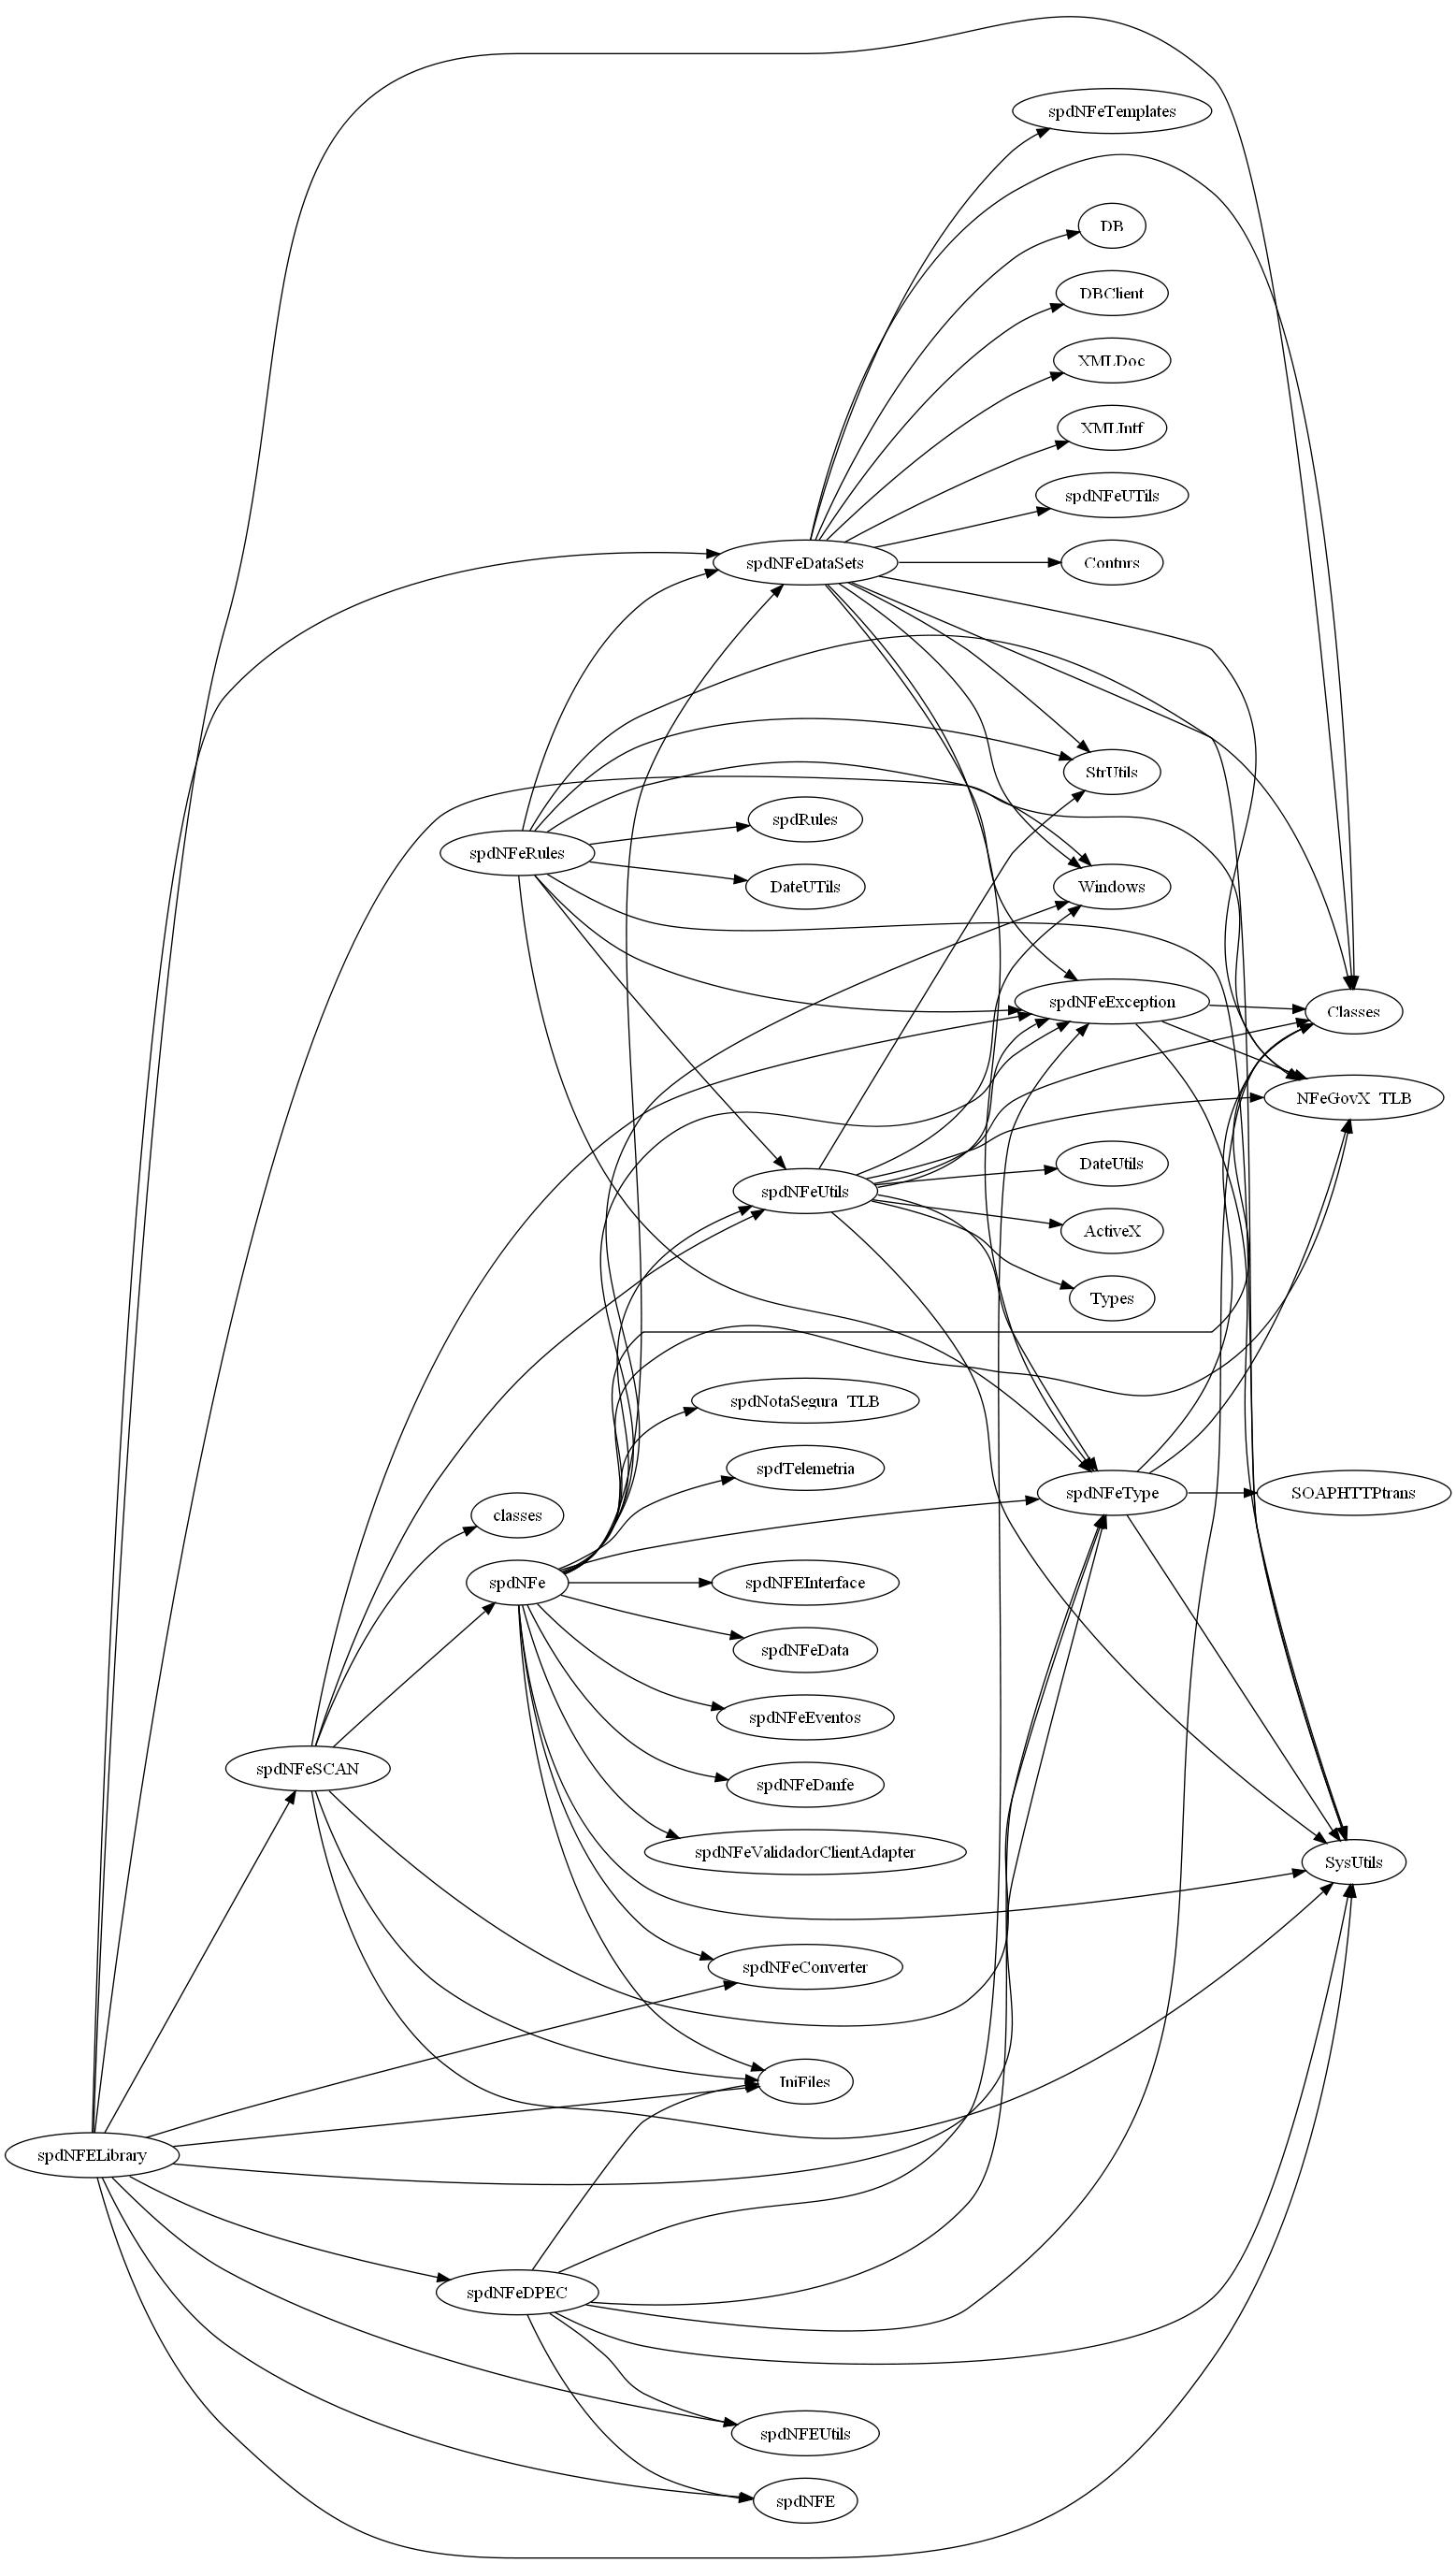 spdNFeTemplates
DB
DBClient
XMLDoc
XMLIntf
spdNFeUTils
spdNFeDataSets
Contnrs
StrUtils
spdRules
spdNFeRules
DateUTils
Windows
spdNFeException
Classes
NFeGovX_TLB
DateUtils
spdNFeUtils
ActiveX
Types
spdNotaSegura_TLB
spdTelemetria
spdNFeType
SOAPHTTPtrans
classes
spdNFe
spdNFEInterface
spdNFeData
spdNFeEventos
spdNFeSCAN
spdNFeDanfe
spdNFeValidadorClientAdapter
SysUtils
spdNFeConverter
IniFiles
spdNFELibrary
spdNFeDPEC
spdNFEUtils
spdNFE